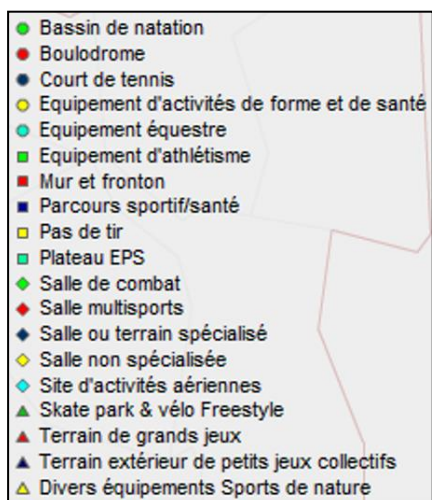 Bassin de natation
Boulodrome
Court de tennis
Equipement d'activités de forme et de santé
Equipement équestre
Equipement d'athlétisme
Mur et fronton
Parcours sportif/santé
Pas de tir
Plateau EPS
Salle de combat
Salle multisports
Salle ou terrain spécialisé
Salle non spécialisée
Site d'activités aériennes
Skate park & vélo Freestyle
Terrain de grands jeux
Terrain extérieur de petits jeux collectifs
Divers équipements Sports de nature